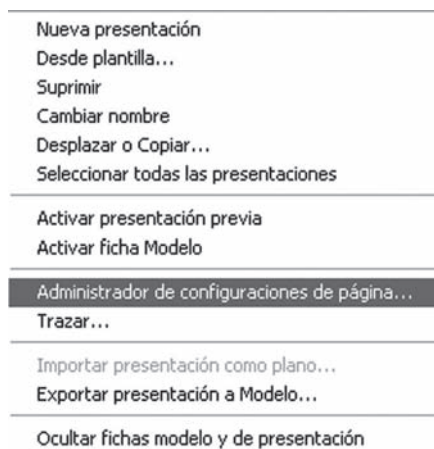 Nueva presentación
Desde plantilla...
Suprimir
Cambiar nombre
Desplazar o Copiar...
Seleccionar todas las presentaciones
Activar presentación previa
Activar ficha Modelo
Administrador de configuraciones de página...
Trazar...
Importar presentación como plano...
Exportar presentación a Modelo...
Ocultar fichas modelo y de presentación